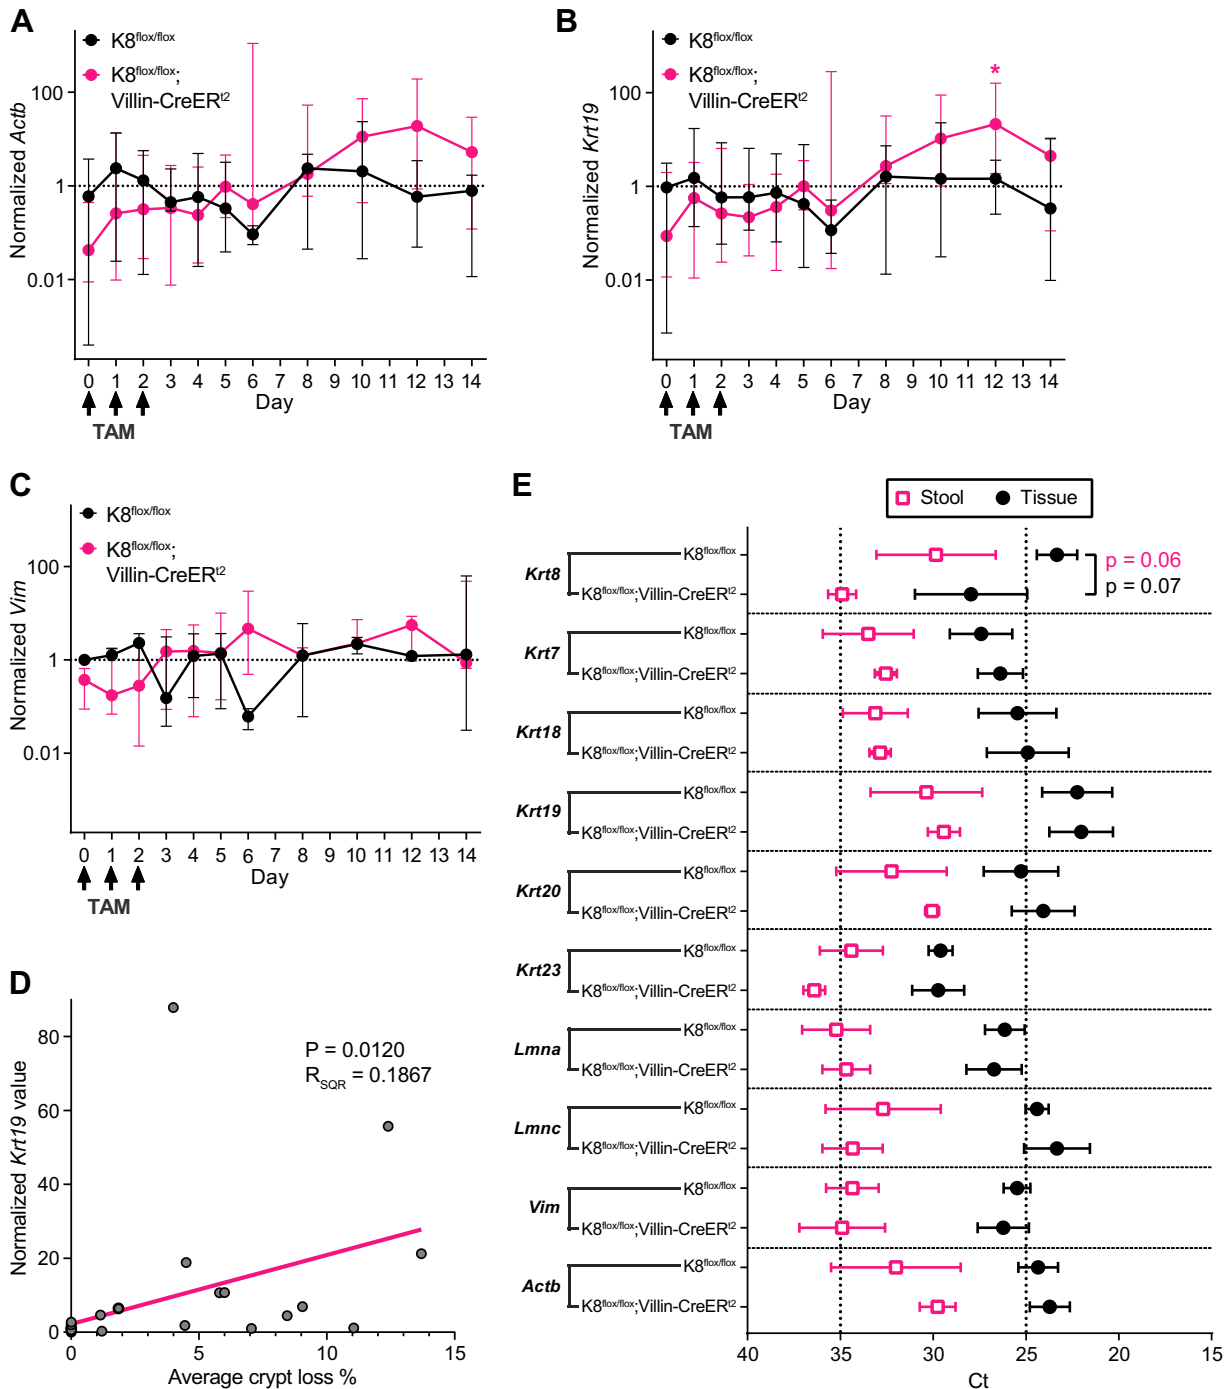 A
K8flox/flox
K8flox/flox;
Villin-CreERt2
Normalized Actb
100
1
0.01
0 1 2 3 4 5 6 7 8 9 10 11 12 13 14
Day
TAM
B
K8flox/flox
K8flox/flox;
Villin-CreERt2
*
Normalized Krt19
100
1
0.01
0 1 2 3 4 5 6 7 8 9 10 11 12 13 14
Day
TAM
C
K8flox/flox
K8flox/flox;
Villin-CreERt2
Normalized Vim
100
1
0.01
0 1 2 3 4 5 6 7 8 9 10 11 12 13 14
Day
TAM
D
Normalized Krt19 value
80
60
40
20
0
P = 0.0120
RSQR = 0.1867
0 5 10 15
Average crypt loss %
E
Stool Tissue
Krt8
K8flox/flox
K8flox/flox;Villin-CreERt2
p = 0.06
p = 0.07
Krt7
K8flox/flox
K8flox/flox;Villin-CreERt2
Krt18
K8flox/flox
K8flox/flox;Villin-CreERt2
Krt19
K8flox/flox
K8flox/flox;Villin-CreERt2
Krt20
K8flox/flox
K8flox/flox;Villin-CreERt2
Krt23
K8flox/flox
K8flox/flox;Villin-CreERt2
Lmna
K8flox/flox
K8flox/flox;Villin-CreERt2
Lmnc
K8flox/flox
K8flox/flox;Villin-CreERt2
Vim
K8flox/flox
K8flox/flox;Villin-CreERt2
Actb
K8flox/flox
K8flox/flox;Villin-CreERt2
40 35 30 25 20 15
Ct